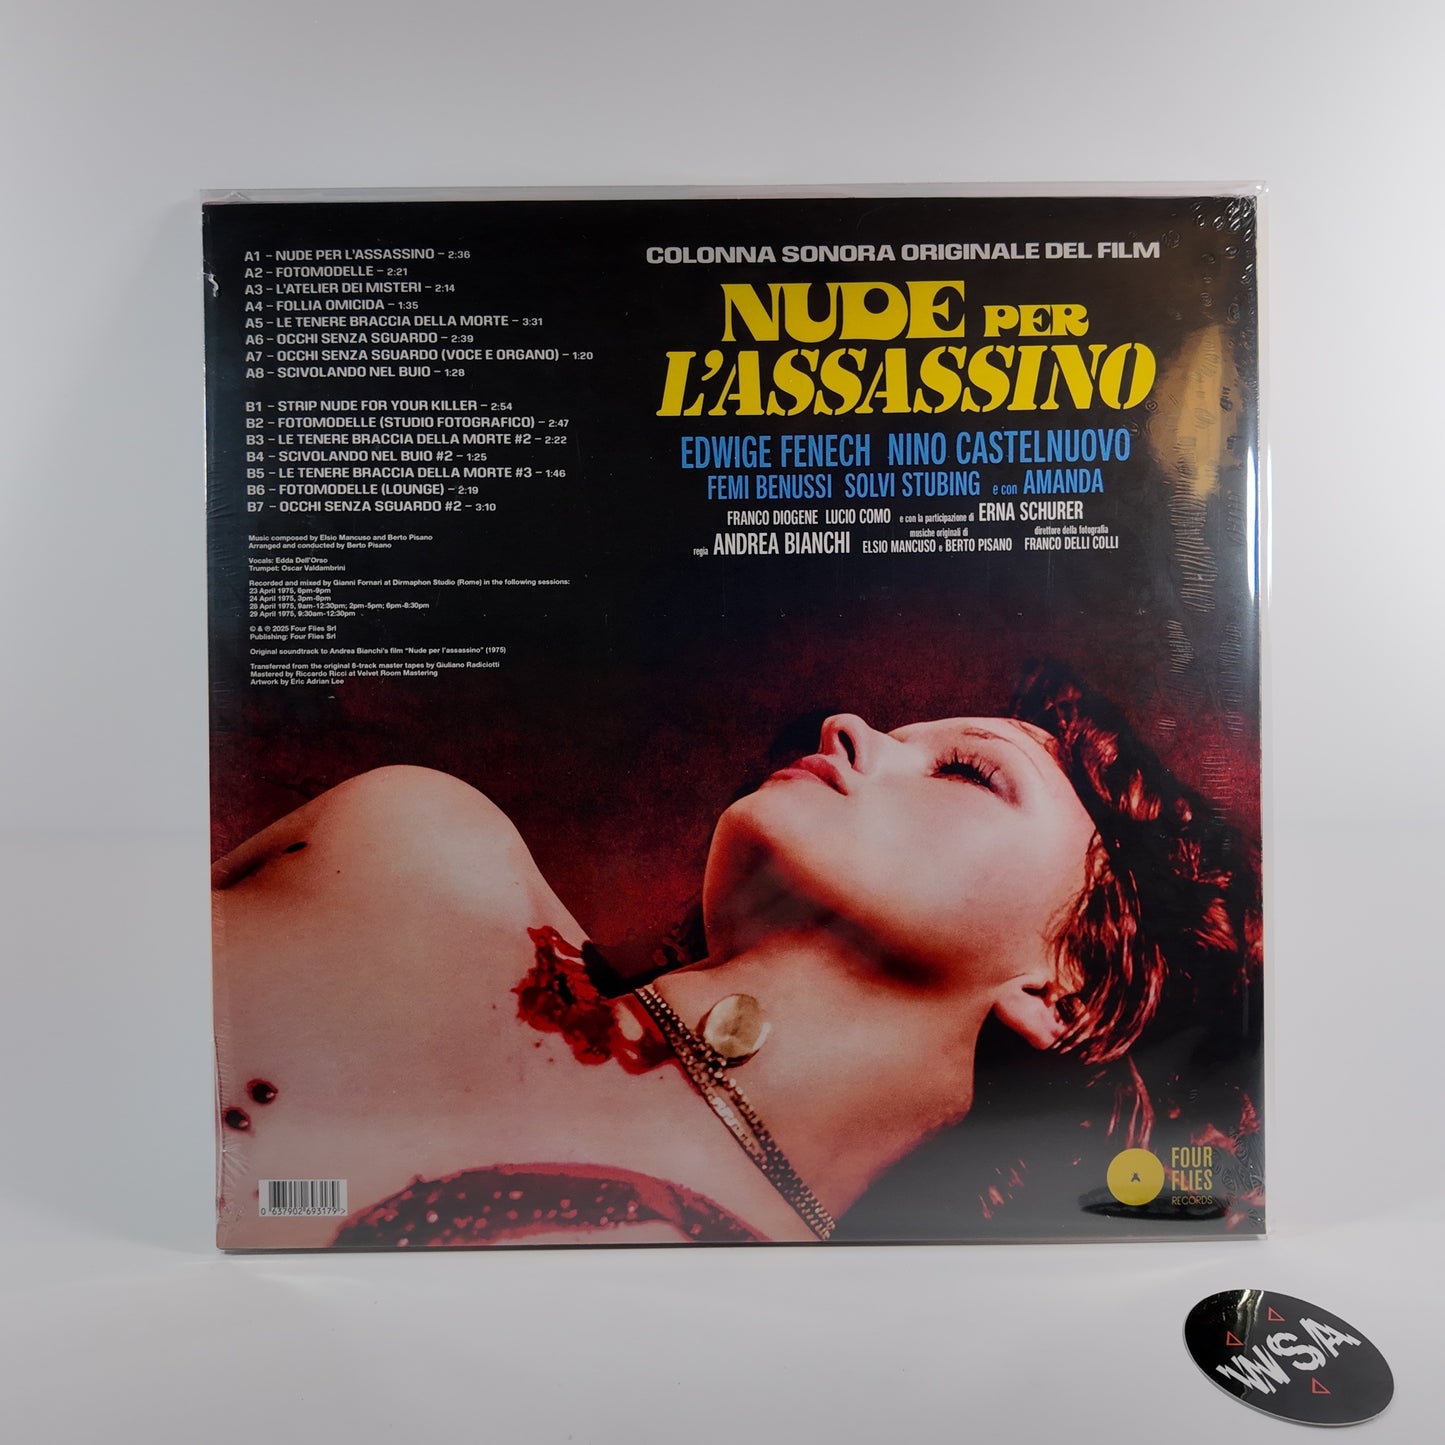 A1 – NUDE PER L'ASSASSINO – 2:36
A2 – FOTOMODELLE – 2:21
A3 – L'ATELIER DEI MISTERI – 2:14
A4 – FOLLIA OMICIDA – 1:35
A5 – LE TENERE BRACCIA DELLA MORTE – 3:31
A6 – OCCHI SENZA SGUARDO – 2:39
A7 – OCCHI SENZA SGUARDO (VOCE E ORGANO) – 1:20
A8 – SCIVOLANDO NEL BUIO – 1:28
B1 – STRIP NUDE FOR YOUR KILLER – 2:54
B2 – FOTOMODELLE (STUDIO FOTOGRAFICO) – 2:47
B3 – LE TENERE BRACCIA DELLA MORTE #2 – 2:22
B4 – SCIVOLANDO NEL BUIO #2 – 1:25
B5 – LE TENERE BRACCIA DELLA MORTE #3 – 1:46
B6 – FOTOMODELLE (LOUNGE) – 2:19
B7 – OCCHI SENZA SGUARDO #2 – 3:10
Music composed by Elsio Mancuso and Berto Pisano
Arranged and conducted by Berto Pisano
Vocals: Edda Dell'Orso
Trumpet: Oscar Valdambrini
Recorded and mixed by Gianni Fornari at Dirmaphon Studio (Rome) in the following sessions:
23 April 1975, 6pm-9pm
24 April 1975, 3pm-8pm
28 April 1975, 9am-12:30pm; 2pm-5pm; 6pm-8:30pm
29 April 1975, 9:30am-12:30pm
© & ℗ 2025 Four Flies Srl
Publishing: Four Flies Srl
Original soundtrack to Andrea Bianchi's film "Nude per l'assassino" (1975)
Transferred from the original 8-track master tapes by Giuliano Radiciotti
Mastered by Riccardo Ricci at Velvet Room Mastering
Artwork by Eric Adrian Lee
COLONNA SONORA ORIGINALE DEL FILM
NUDE PER
L'ASSASSINO
EDWIGE FENECH NINO CASTELNUOVO
FEMI BENUSSI SOLVI STUBING e con AMANDA
FRANCO DIOGENE LUCIO COMO e con la participazione di ERNA SCHURER
regia ANDREA BIANCHI musiche originali di ELSIO MANCUSO e BERTO PISANO direttore della fotografia FRANCO DELLI COLLI
0 637902 693179 >
FOUR
FLIES
RECORDS
WSA